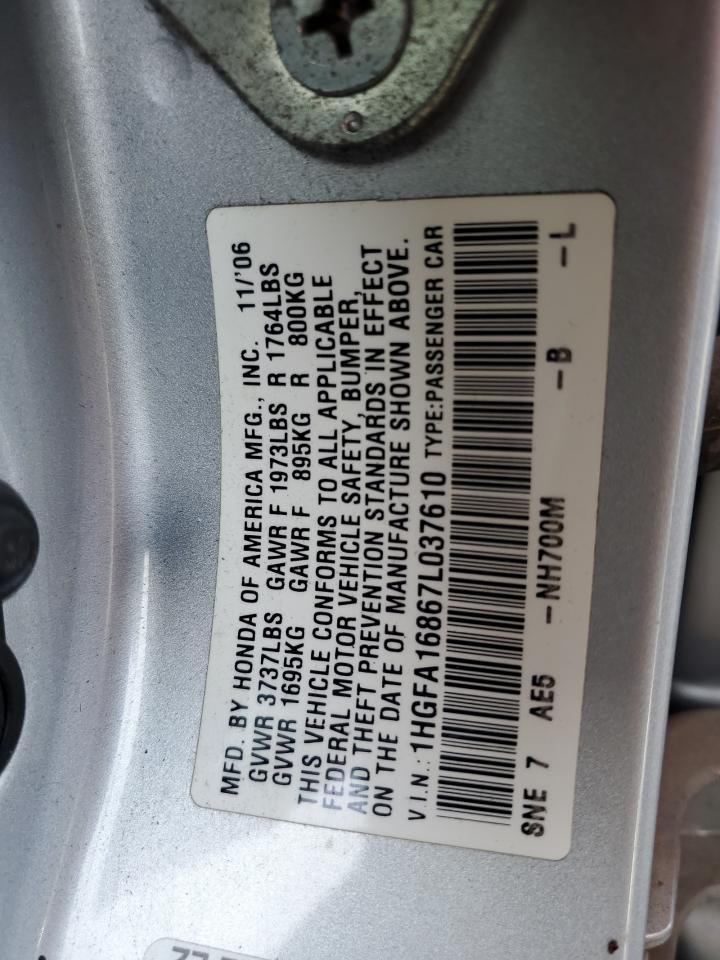 MFD. BY HONDA OF AMERICA MFG., INC. 11/'06
GVWR 3737LBS GAWR F 1973LBS R 1764LBS
GVWR 1695KG GAWR F 895KG R 800KG
THIS VEHICLE CONFORMS TO ALL APPLICABLE
FEDERAL MOTOR VEHICLE SAFETY, BUMPER,
AND THEFT PREVENTION STANDARDS IN EFFECT
ON THE DATE OF MANUFACTURE SHOWN ABOVE.
V.I.N.: 1HGFA16867L037610 TYPE:PASSENGER CAR
SNE 7 AE5 -NH700M -B -L